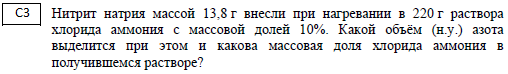 С3 Нитрит натрия массой 13,8 г внесли при нагревании в 220 г раствора
хлорида аммония с массовой долей 10%. Какой объём (н.у.) азота
выделится при этом и какова массовая доля хлорида аммония в
получившемся растворе?